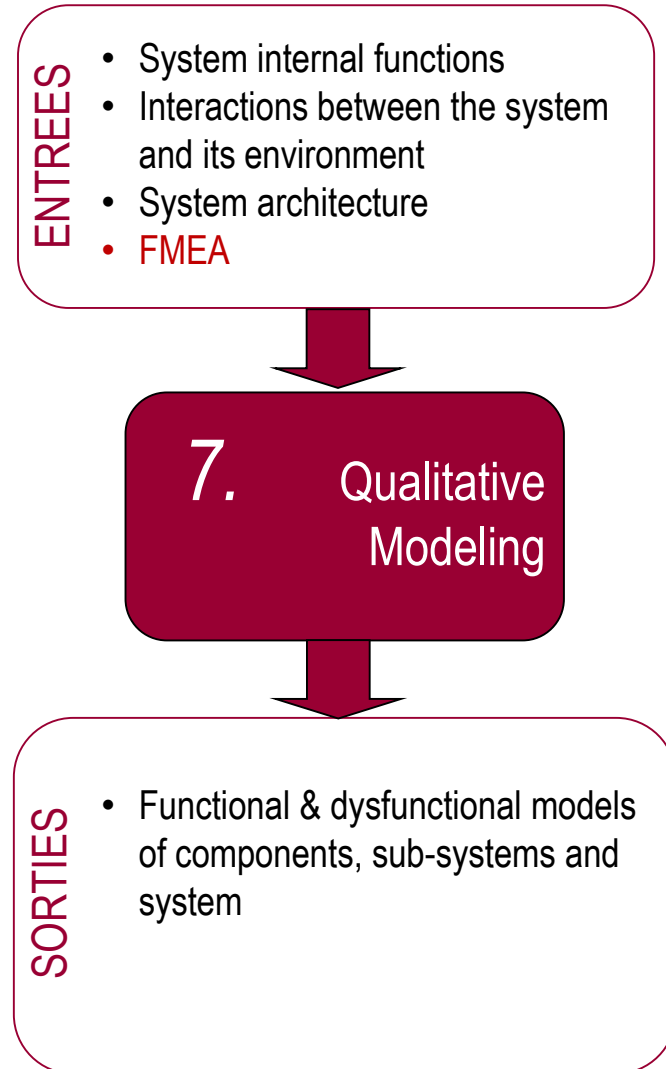 ENTREES
• System internal functions
• Interactions between the system
and its environment
• System architecture
• FMEA
7. Qualitative
Modeling
SORTIES
• Functional & dysfunctional models
of components, sub-systems and
system